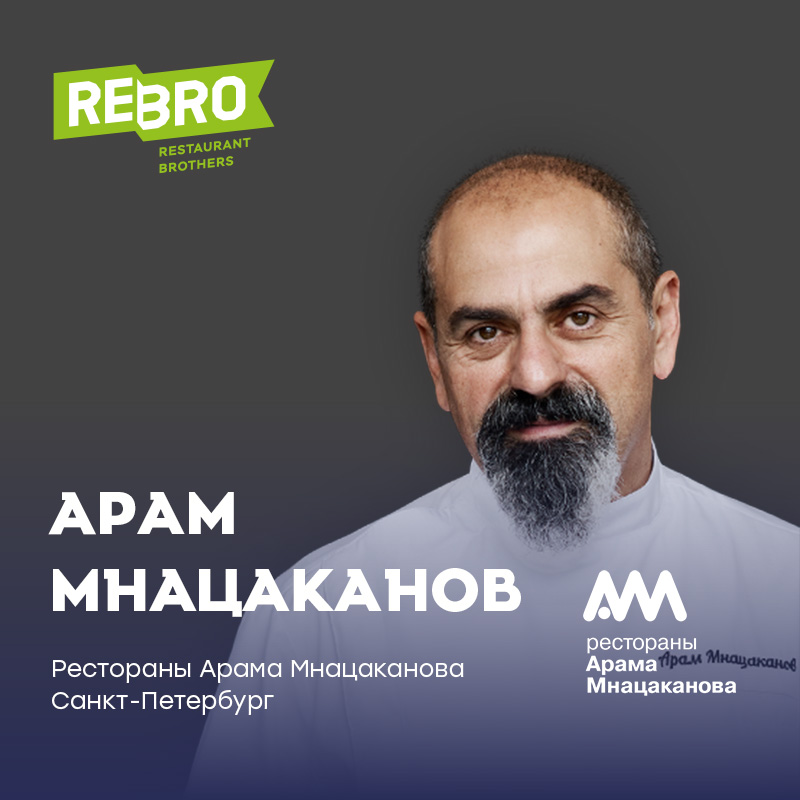 REBRO
RESTAURANT
BROTHERS
АРАМ
МНАЦАКАНОВ
Рестораны Арама Мнацаканова
Санкт-Петербург
АМ
рестораны
Арама
Мнацаканова
Арам Мнацаканов